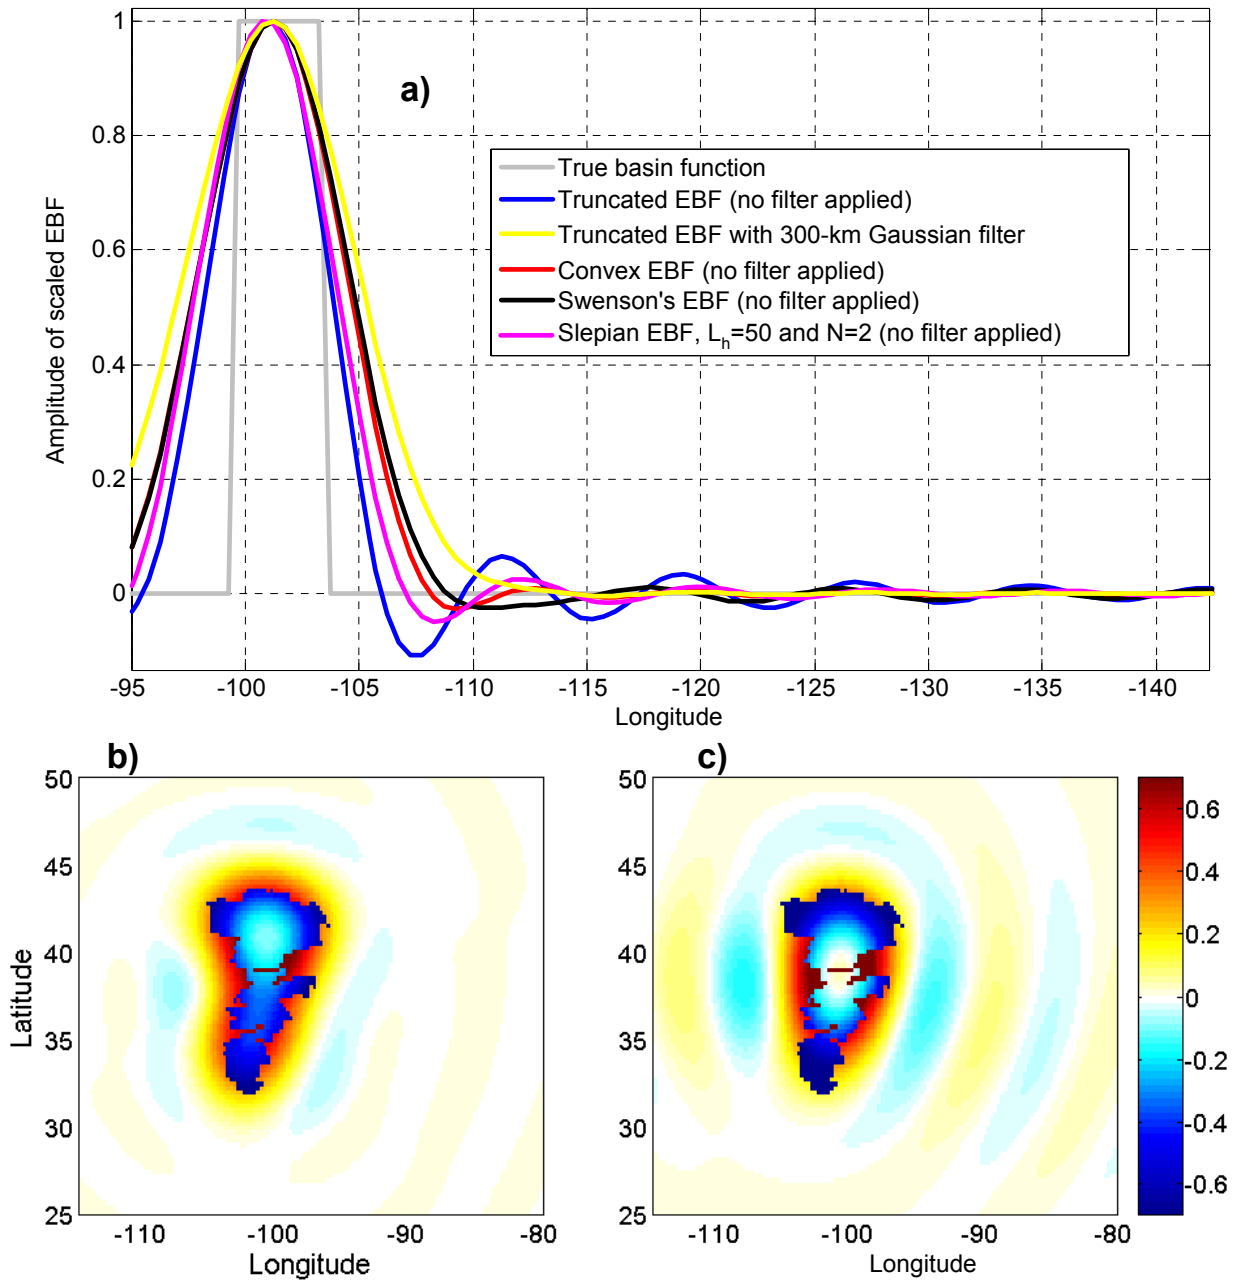 a)
1
0.8
0.6
0.4
0.2
0
Amplitude of scaled EBF
True basin function
Truncated EBF (no filter applied)
Truncated EBF with 300-km Gaussian filter
Convex EBF (no filter applied)
Swenson's EBF (no filter applied)
Slepian EBF, Lh=50 and N=2 (no filter applied)
-95 -100 -105 -110 -115 -120 -125 -130 -135 -140
Longitude
b)
50
45
40
35
30
25
Latitude
-110 -100 -90 -80
Longitude
c)
50
45
40
35
30
25
-110 -100 -90 -80
Longitude
0.6
0.4
0.2
0
-0.2
-0.4
-0.6